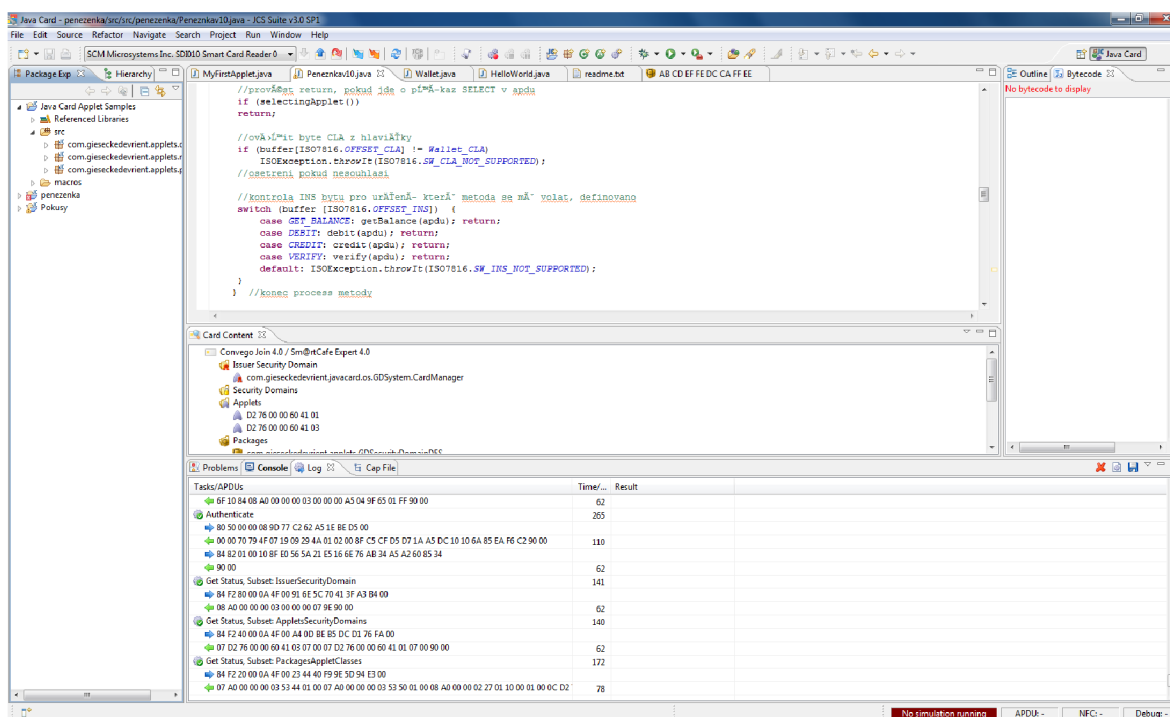 Java Card - penezenka/src/src/penezenka/Peneznkav10.java - JCS Suite v3.0 SP1
File Edit Source Refactor Navigate Search Project Run Window Help
SCM Microsystems Inc. SDI010 Smart Card Reader 0
Java Card
Package Exp
Hierarchy
MyFirstApplet.java
Penenzkav10.java
Wallet.java
HelloWorld.java
readme.txt
AB CD EF FE DC CA FF EE
Outline
Bytecode
No bytecode to display
Java Card Applet Samples
Referenced Libraries
src
com.gieseckedevrient.applets.c
com.gieseckedevrient.applets.r
com.gieseckedevrient.applets.p
macros
penezenka
Pokusy
if (selectingApplet())
return;
if (buffer[ISO7816.OFFSET_CLA] != Wallet_CLA)
ISOException.throwIt(ISO7816.SW_CLA_NOT_SUPPORTED);
//osetreni pokud nesouhlasi
switch (buffer [ISO7816.OFFSET_INS]) {
case GET_BALANCE: getBalance(apdu); return;
case DEBIT: debit(apdu); return;
case CREDIT: credit(apdu); return;
case VERIFY: verify(apdu); return;
default: ISOException.throwIt(ISO7816.SW_INS_NOT_SUPPORTED);
}
} //konec process metody
Card Content
Convego Join 4.0 / Sm@rtCafe Expert 4.0
Issuer Security Domain
com.gieseckedevrient.javacard.os.GDSystem.CardManager
Security Domains
Applets
D2 76 00 00 60 41 01
D2 76 00 00 60 41 03
Packages
Problems
Console
Log
Cap File
Tasks/APDUs Time/... Result
6F 10 84 08 A0 00 00 00 03 00 00 00 A5 04 9F 65 01 FF 90 00 62
Authenticate 265
80 50 00 00 08 9D 77 C2 62 A5 1E BE D5 00
00 00 70 79 4F 07 19 09 29 4A 01 02 00 8F C5 CF D5 D7 1A A5 DC 10 10 6A 85 EA F6 C2 90 00 110
84 82 01 00 10 8F E0 56 5A 21 E5 16 6E 76 AB 34 A5 A2 60 85 34
90 00 62
Get Status, Subset: IssuerSecurityDomain 141
84 F2 80 00 0A 4F 00 91 6E 5C 70 41 3F A3 B4 00
08 A0 00 00 00 03 00 00 00 07 9E 90 00 62
Get Status, Subset: AppletsSecurityDomains 140
84 F2 40 00 0A 4F 00 A4 0D BE B5 DC D1 76 FA 00
07 D2 76 00 00 60 41 03 07 00 07 D2 76 00 00 60 41 01 07 00 90 00 62
Get Status, Subset: PackagesAppletClasses 172
84 F2 20 00 0A 4F 00 23 44 40 F9 9E 5D 94 E3 00
07 A0 00 00 00 03 53 44 01 00 07 A0 00 00 00 03 53 50 01 00 08 A0 00 00 02 27 01 10 00 01 00 0C D2 78
No simulation running APDU: - NFC: - Debug: -